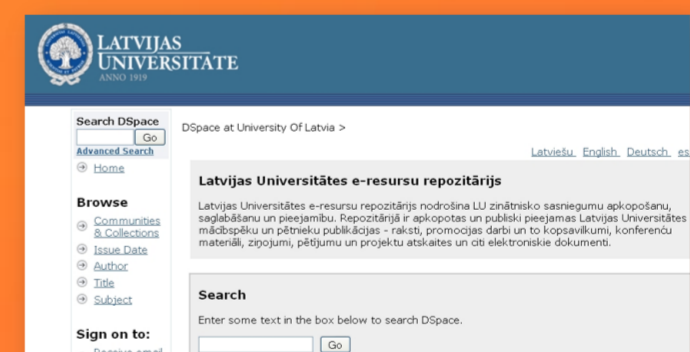 LATVIJAS
UNIVERSITĀTE
ANNO 1919
Search DSpace
Go
Advanced Search
Home
Browse
Communities
& Collections
Issue Date
Author
Title
Subject
Sign on to:
Receive email
DSpace at University Of Latvia >
Latviešu English Deutsch es
Latvijas Universitātes e-resursu repozitārijs
Latvijas Universitātes e-resursu repozitārijs nodrošina LU zinātnisko sasniegumu apkopošanu,
saglabāšanu un pieejamību. Repozitārijā ir apkopotas un publiski pieejamas Latvijas Universitātes
mācībspēku un pētnieku publikācijas - raksti, promocijas darbi un to kopsavilkumi, konferenču
materiāli, ziņojumi, pētījumu un projektu atskaites un citi elektroniskie dokumenti.
Search
Enter some text in the box below to search DSpace.
Go